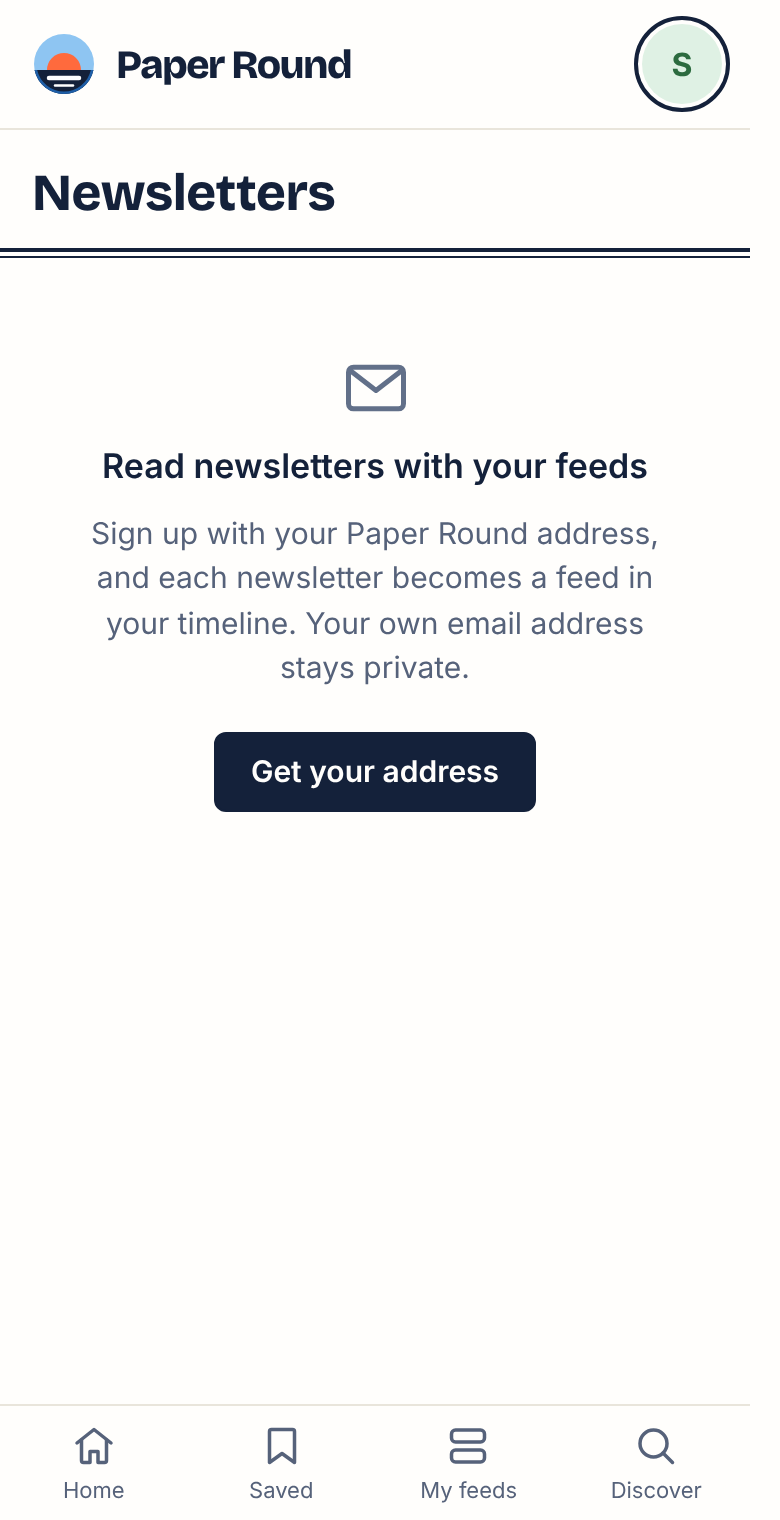 Paper Round
S
Newsletters
Read newsletters with your feeds
Sign up with your Paper Round address,
and each newsletter becomes a feed in
your timeline. Your own email address
stays private.
Get your address
Home
Saved
My feeds
Discover